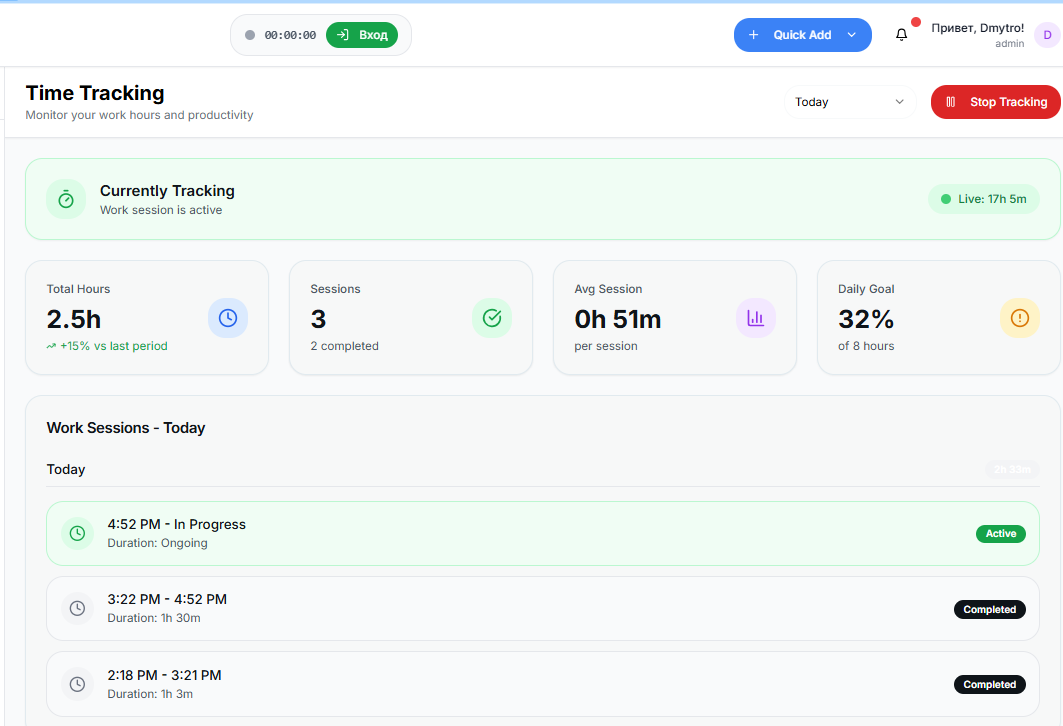 00:00:00 Вход
Quick Add
Привет, Dmytro!
admin
D
Time Tracking
Monitor your work hours and productivity
Today
Stop Tracking
Currently Tracking
Work session is active
Live: 17h 5m
Total Hours
2.5h
+15% vs last period
Sessions
3
2 completed
Avg Session
0h 51m
per session
Daily Goal
32%
of 8 hours
Work Sessions - Today
Today
2h 33m
4:52 PM - In Progress
Duration: Ongoing
Active
3:22 PM - 4:52 PM
Duration: 1h 30m
Completed
2:18 PM - 3:21 PM
Duration: 1h 3m
Completed